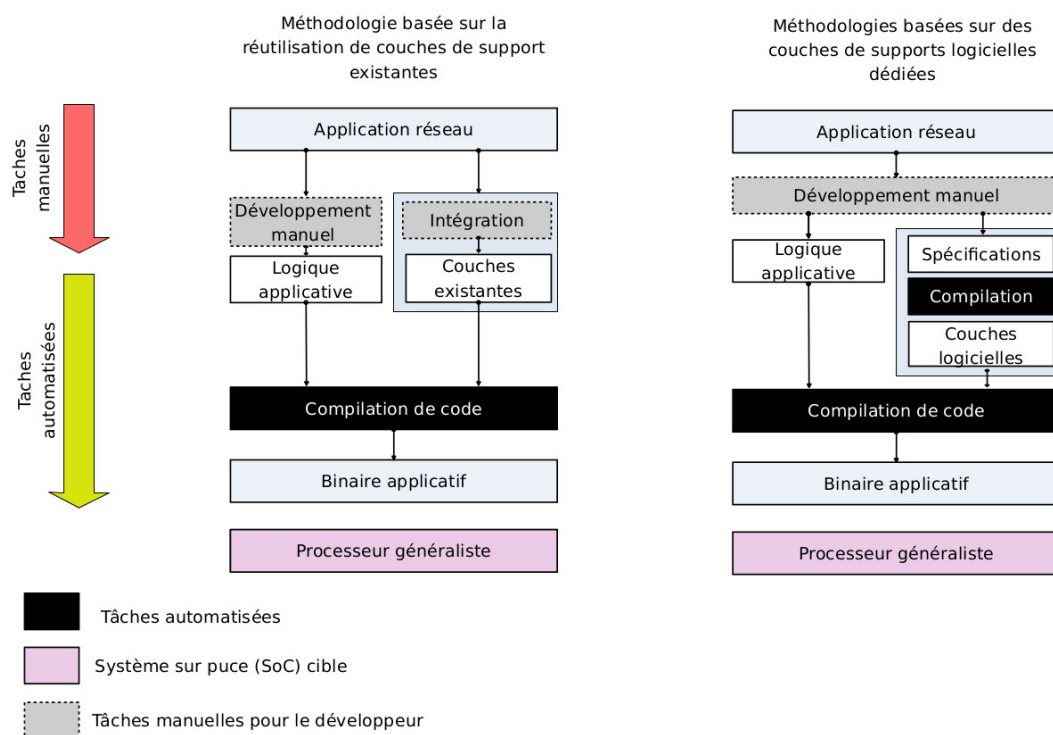 Méthodologie basée sur la
réutilisation de couches de support
existantes
Méthodologies basées sur des
couches de supports logicielles
dédiées
Taches
manuelles
Taches
automatisées
Application réseau
Développement
manuel
Intégration
Logique
applicative
Couches
existantes
Compilation de code
Binaire applicatif
Processeur généraliste
Application réseau
Développement manuel
Logique
applicative
Spécifications
Compilation
Couches
logicielles
Compilation de code
Binaire applicatif
Processeur généraliste
Tâches automatisées
Système sur puce (SoC) cible
Tâches manuelles pour le développeur